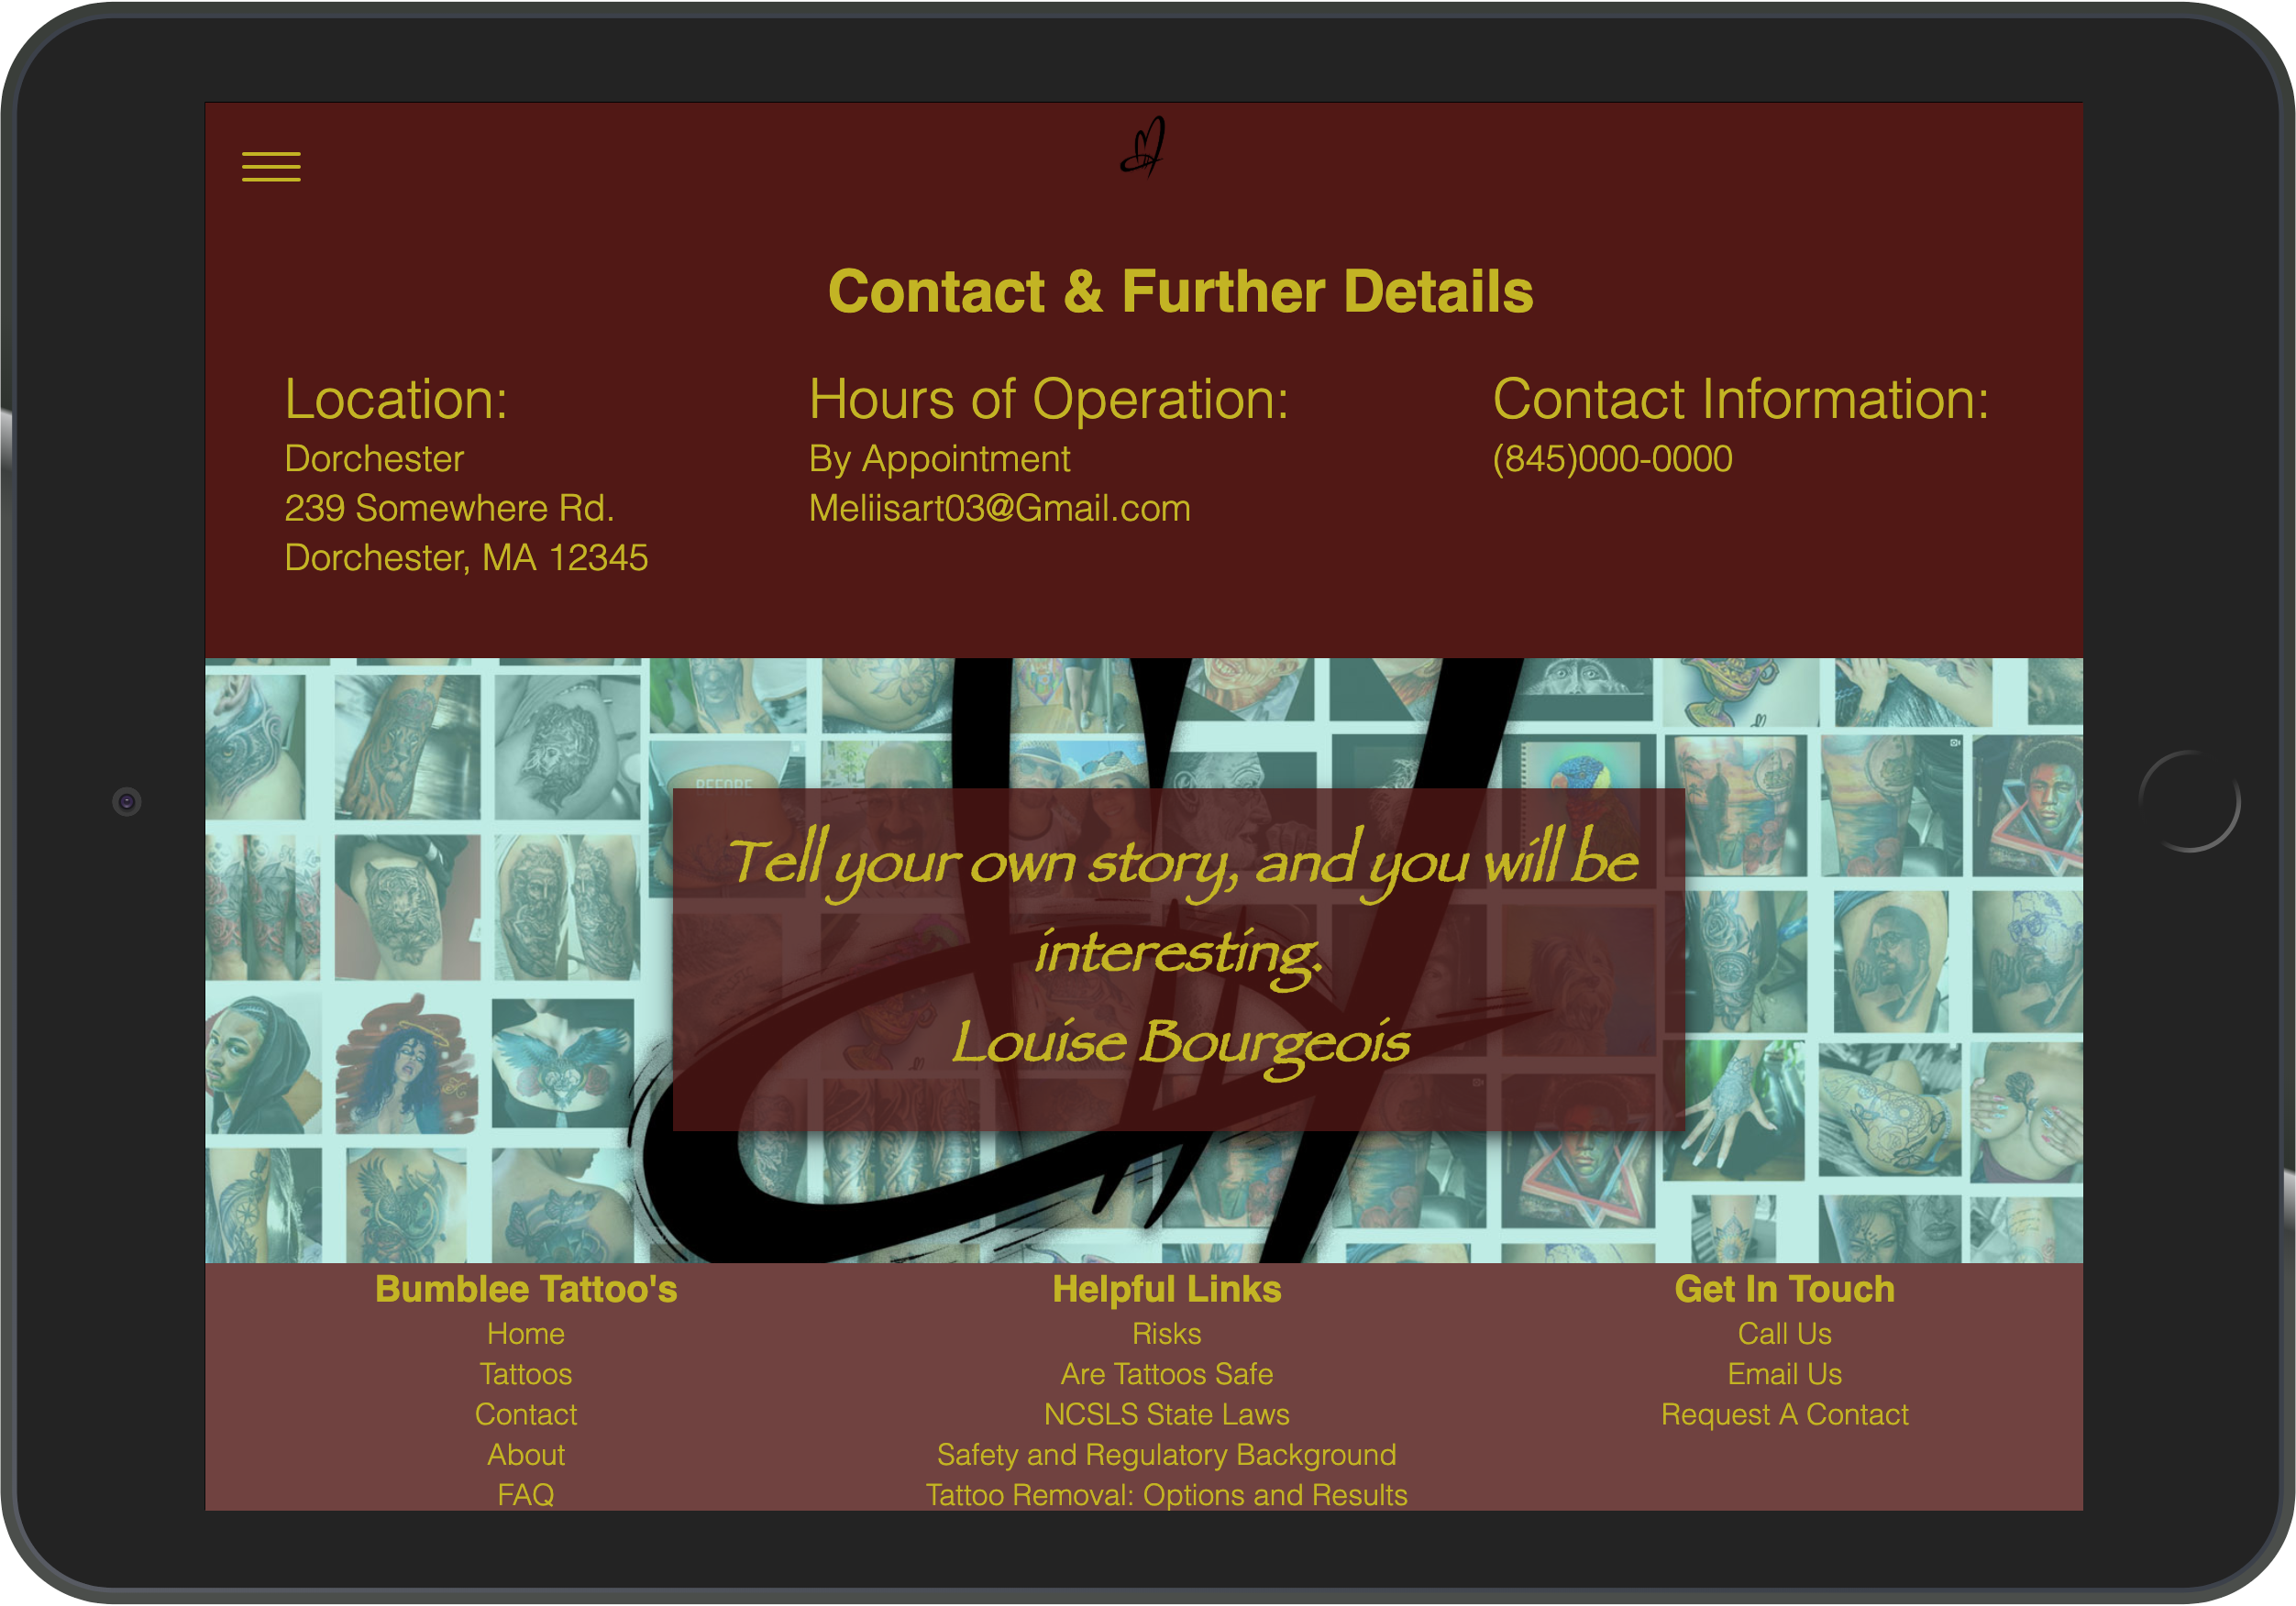 Contact & Further Details
Location:
Dorchester
239 Somewhere Rd.
Dorchester, MA 12345
Hours of Operation:
By Appointment
Meliisart03@Gmail.com
Contact Information:
(845)000-0000
BEFORE
Tell your own story, and you will be
interesting.
Louise Bourgeois
Bumblee Tattoo's
Home
Tattoos
Contact
About
FAQ
Helpful Links
Risks
Are Tattoos Safe
NCSLS State Laws
Safety and Regulatory Background
Tattoo Removal: Options and Results
Get In Touch
Call Us
Email Us
Request A Contact